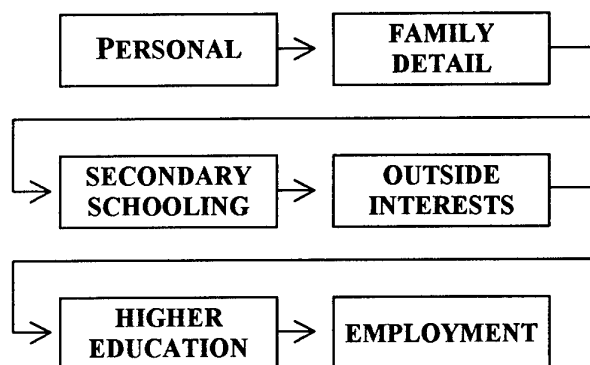 PERSONAL
FAMILY
DETAIL
SECONDARY
SCHOOLING
OUTSIDE
INTERESTS
HIGHER
EDUCATION
EMPLOYMENT